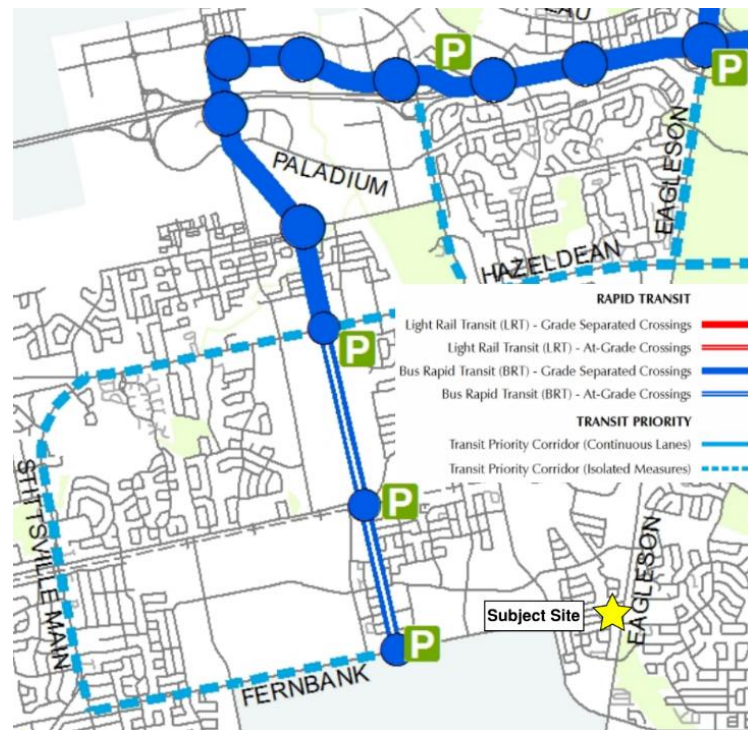 LAU
P
P
PALADIUM
EAGLESON
HAZELDEAN
RAPID TRANSIT
Light Rail Transit (LRT) - Grade Separated Crossings
Light Rail Transit (LRT) - At-Grade Crossings
Bus Rapid Transit (BRT) - Grade Separated Crossings
Bus Rapid Transit (BRT) - At-Grade Crossings
TRANSIT PRIORITY
Transit Priority Corridor (Continuous Lanes)
Transit Priority Corridor (Isolated Measures)
P
STITTSVILLE MAIN
P
Subject Site
EAGLESON
P
FERNBANK